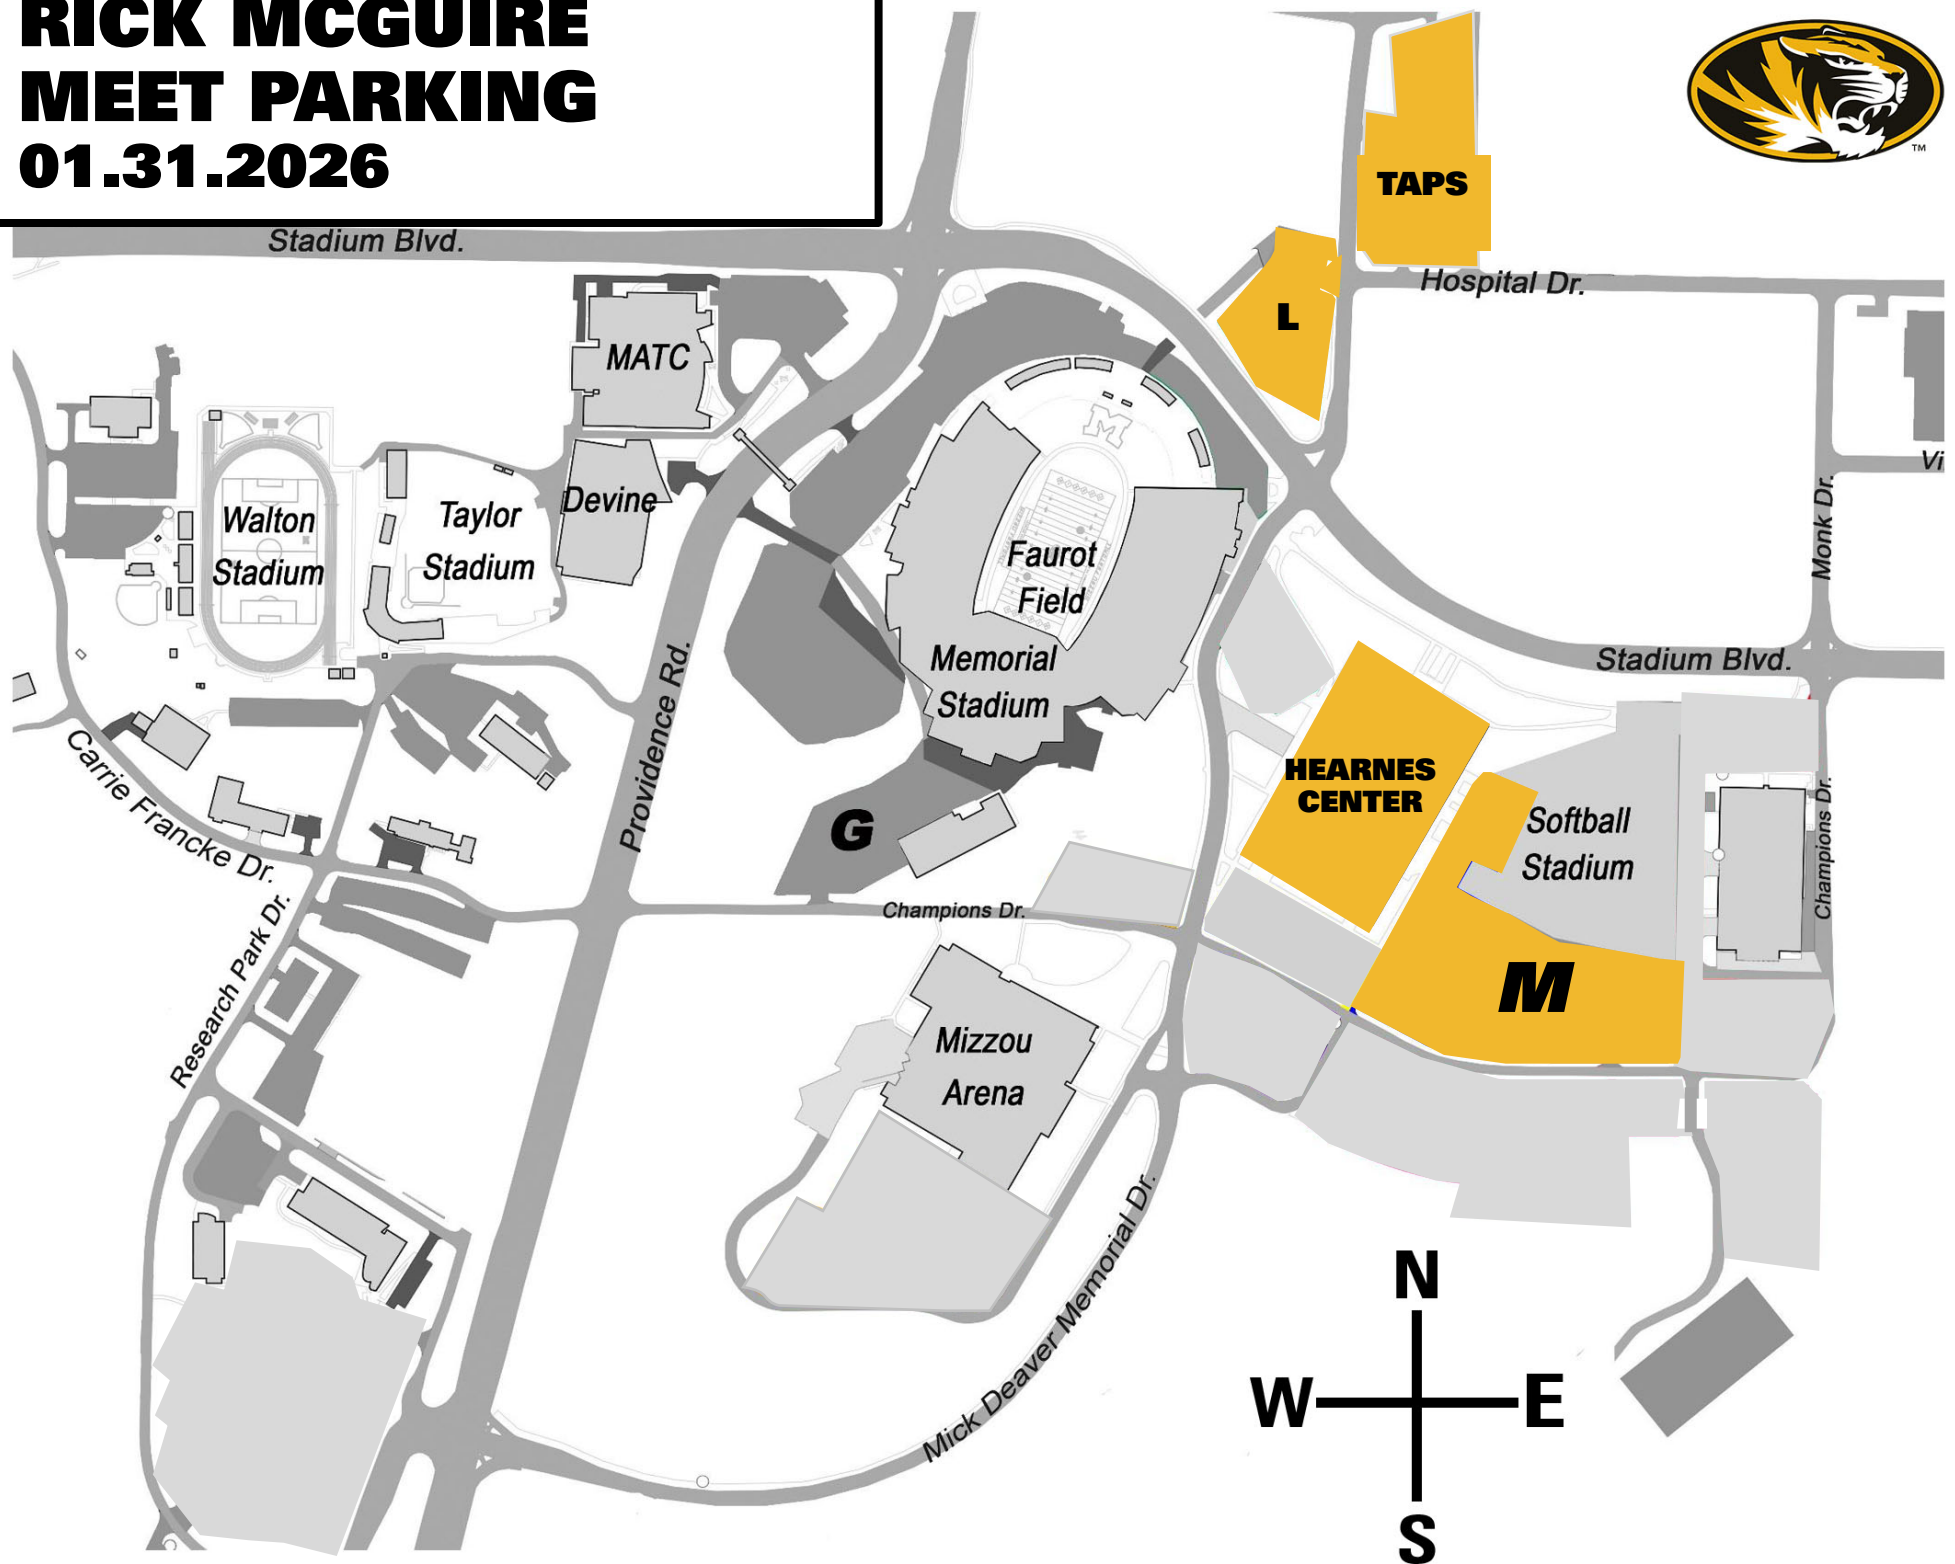 RICK MCGUIRE
MEET PARKING
01.31.2026
TM
TAPS
Stadium Blvd.
Hospital Dr.
L
MATC
Vi
Monk Dr.
Devine
Walton
Stadium
Taylor
Stadium
Faurot
Field
Memorial
Stadium
Stadium Blvd.
Providence Rd.
Carrie Francke Dr.
HEARNES
CENTER
Softball
Stadium
Champions Dr.
G
Champions Dr.
Research Park Dr.
M
Mizzou
Arena
Mick Deaver Memorial Dr.
N
W
E
S